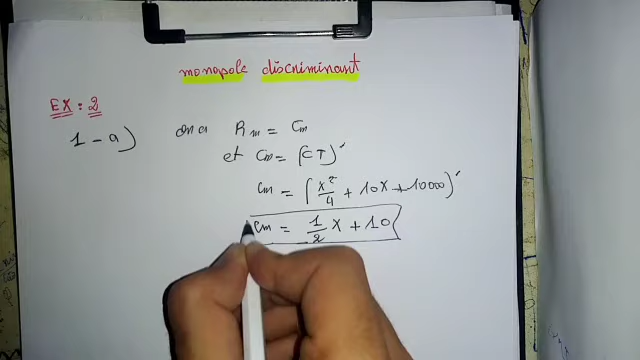 monopole discriminant
EX : 2
1 - a) on a Rm = Cm
et Cm = (CT)'
Cm = (x²/4 + 10x + 10000)'
Cm = 1/2 x + 10